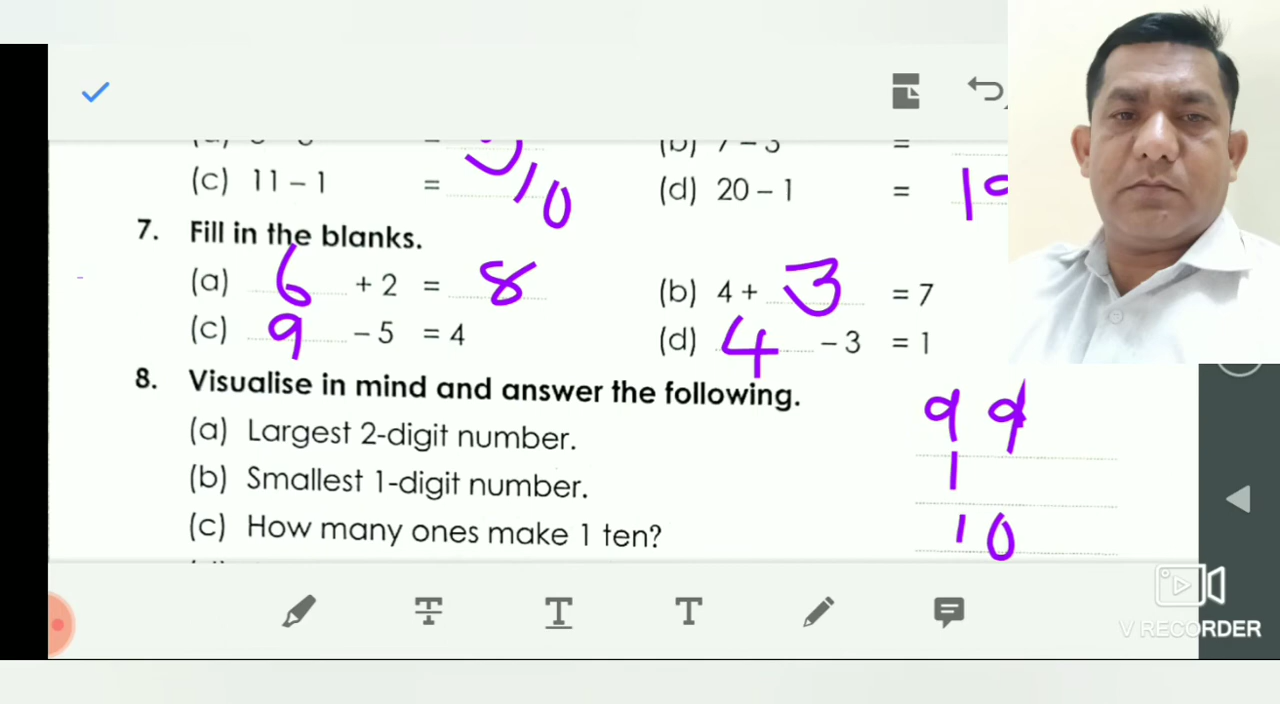 (c) 11 – 1 = 10 (d) 20 – 1 = 19
7. Fill in the blanks.
(a) 6 + 2 = 8 (b) 4 + 3 = 7
(c) 9 – 5 = 4 (d) 4 – 3 = 1
8. Visualise in mind and answer the following.
(a) Largest 2-digit number. 99
(b) Smallest 1-digit number. 1
(c) How many ones make 1 ten? 10
V RECORDER